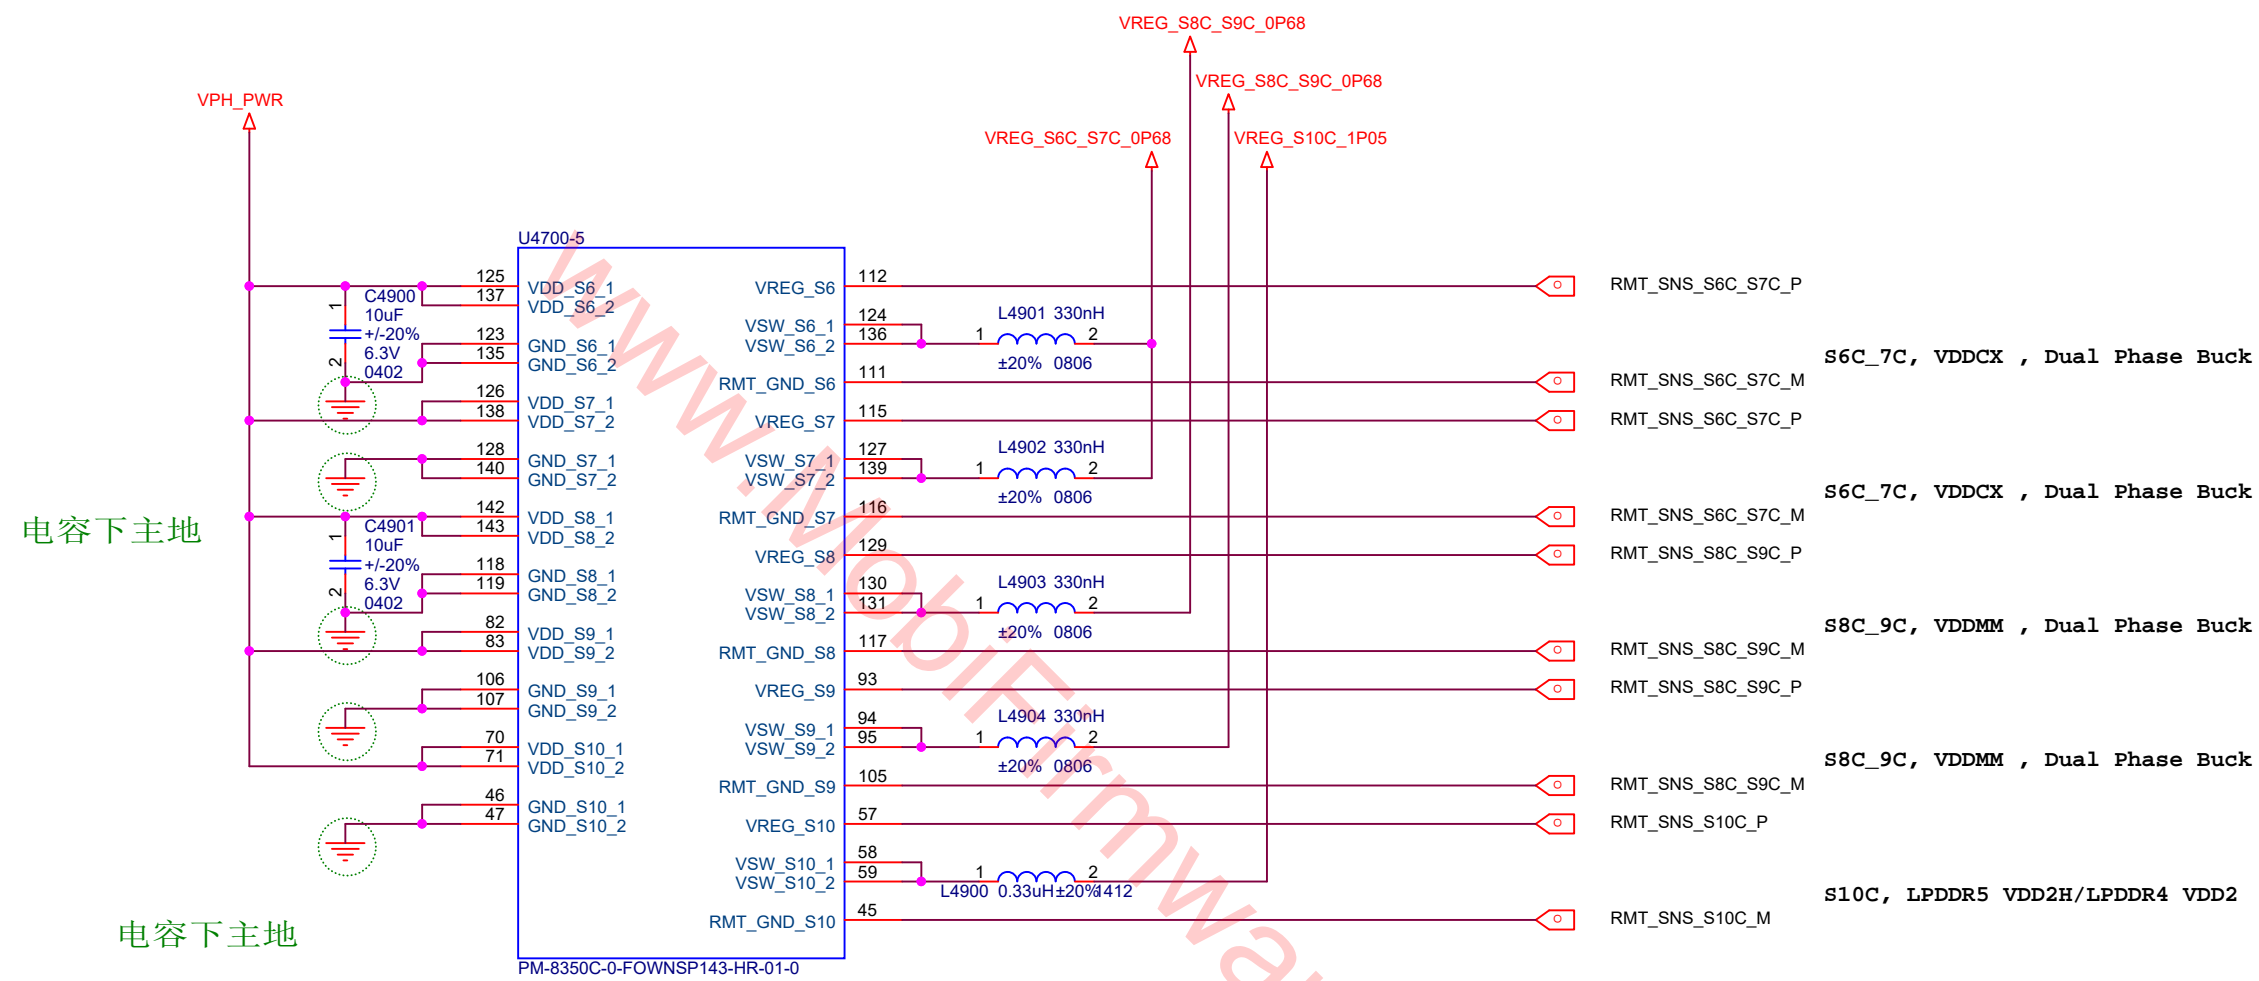 VREG_S8C_S9C_0P68
VREG_S8C_S9C_0P68
VPH_PWR
VREG_S6C_S7C_0P68
VREG_S10C_1P05
U4700-5
125 VDD_S6_1
137 VDD_S6_2
123 GND_S6_1
135 GND_S6_2
126 VDD_S7_1
138 VDD_S7_2
128 GND_S7_1
140 GND_S7_2
142 VDD_S8_1
143 VDD_S8_2
118 GND_S8_1
119 GND_S8_2
82 VDD_S9_1
83 VDD_S9_2
106 GND_S9_1
107 GND_S9_2
70 VDD_S10_1
71 VDD_S10_2
46 GND_S10_1
47 GND_S10_2
1
C4900
10uF
+/-20%
6.3V
2
0402
1
C4901
10uF
+/-20%
6.3V
2
0402
电容下主地
电容下主地
VREG_S6 112
VSW_S6_1 124
VSW_S6_2 136
RMT_GND_S6 111
VREG_S7 115
VSW_S7_1 127
VSW_S7_2 139
RMT_GND_S7 116
VREG_S8 129
VSW_S8_1 130
VSW_S8_2 131
RMT_GND_S8 117
VREG_S9 93
VSW_S9_1 94
VSW_S9_2 95
RMT_GND_S9 105
VREG_S10 57
VSW_S10_1 58
VSW_S10_2 59
RMT_GND_S10 45
L4901 330nH
1 2
±20% 0806
L4902 330nH
1 2
±20% 0806
L4903 330nH
1 2
±20% 0806
L4904 330nH
1 2
±20% 0806
1 2
L4900 0.33uH ±20% 1412
RMT_SNS_S6C_S7C_P
RMT_SNS_S6C_S7C_M
RMT_SNS_S6C_S7C_P
RMT_SNS_S6C_S7C_M
RMT_SNS_S8C_S9C_P
RMT_SNS_S8C_S9C_M
RMT_SNS_S8C_S9C_P
RMT_SNS_S8C_S9C_M
RMT_SNS_S10C_P
RMT_SNS_S10C_M
S6C_7C, VDDCX , Dual Phase Buck
S6C_7C, VDDCX , Dual Phase Buck
S8C_9C, VDDMM , Dual Phase Buck
S8C_9C, VDDMM , Dual Phase Buck
S10C, LPDDR5 VDD2H/LPDDR4 VDD2
PM-8350C-0-FOWNSP143-HR-01-0
www.MobiFirmwar